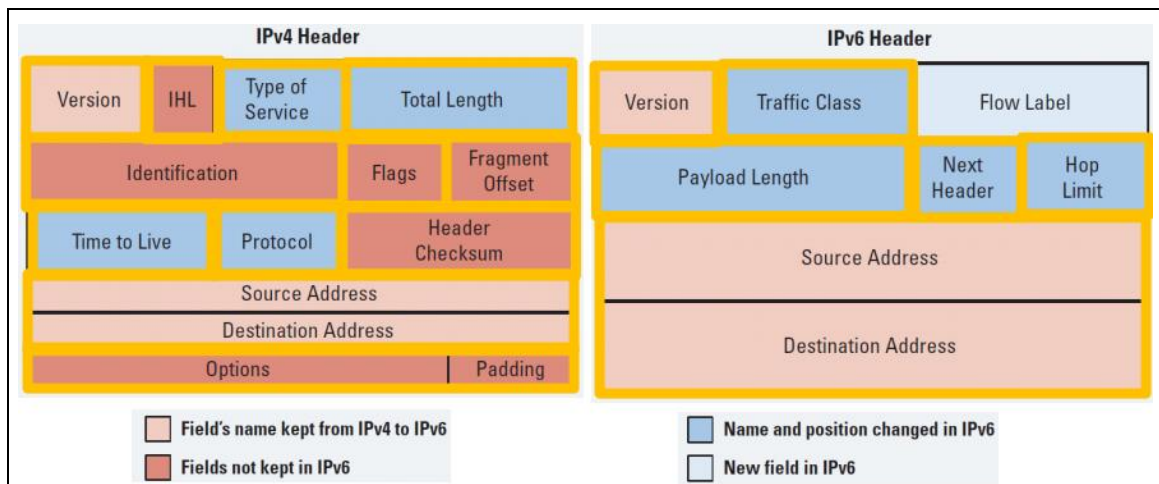 IPv4 Header
Version
IHL
Type of
Service
Total Length
Identification
Flags
Fragment
Offset
Time to Live
Protocol
Header
Checksum
Source Address
Destination Address
Options
Padding
Field's name kept from IPv4 to IPv6
Fields not kept in IPv6
IPv6 Header
Version
Traffic Class
Flow Label
Payload Length
Next
Header
Hop
Limit
Source Address
Destination Address
Name and position changed in IPv6
New field in IPv6